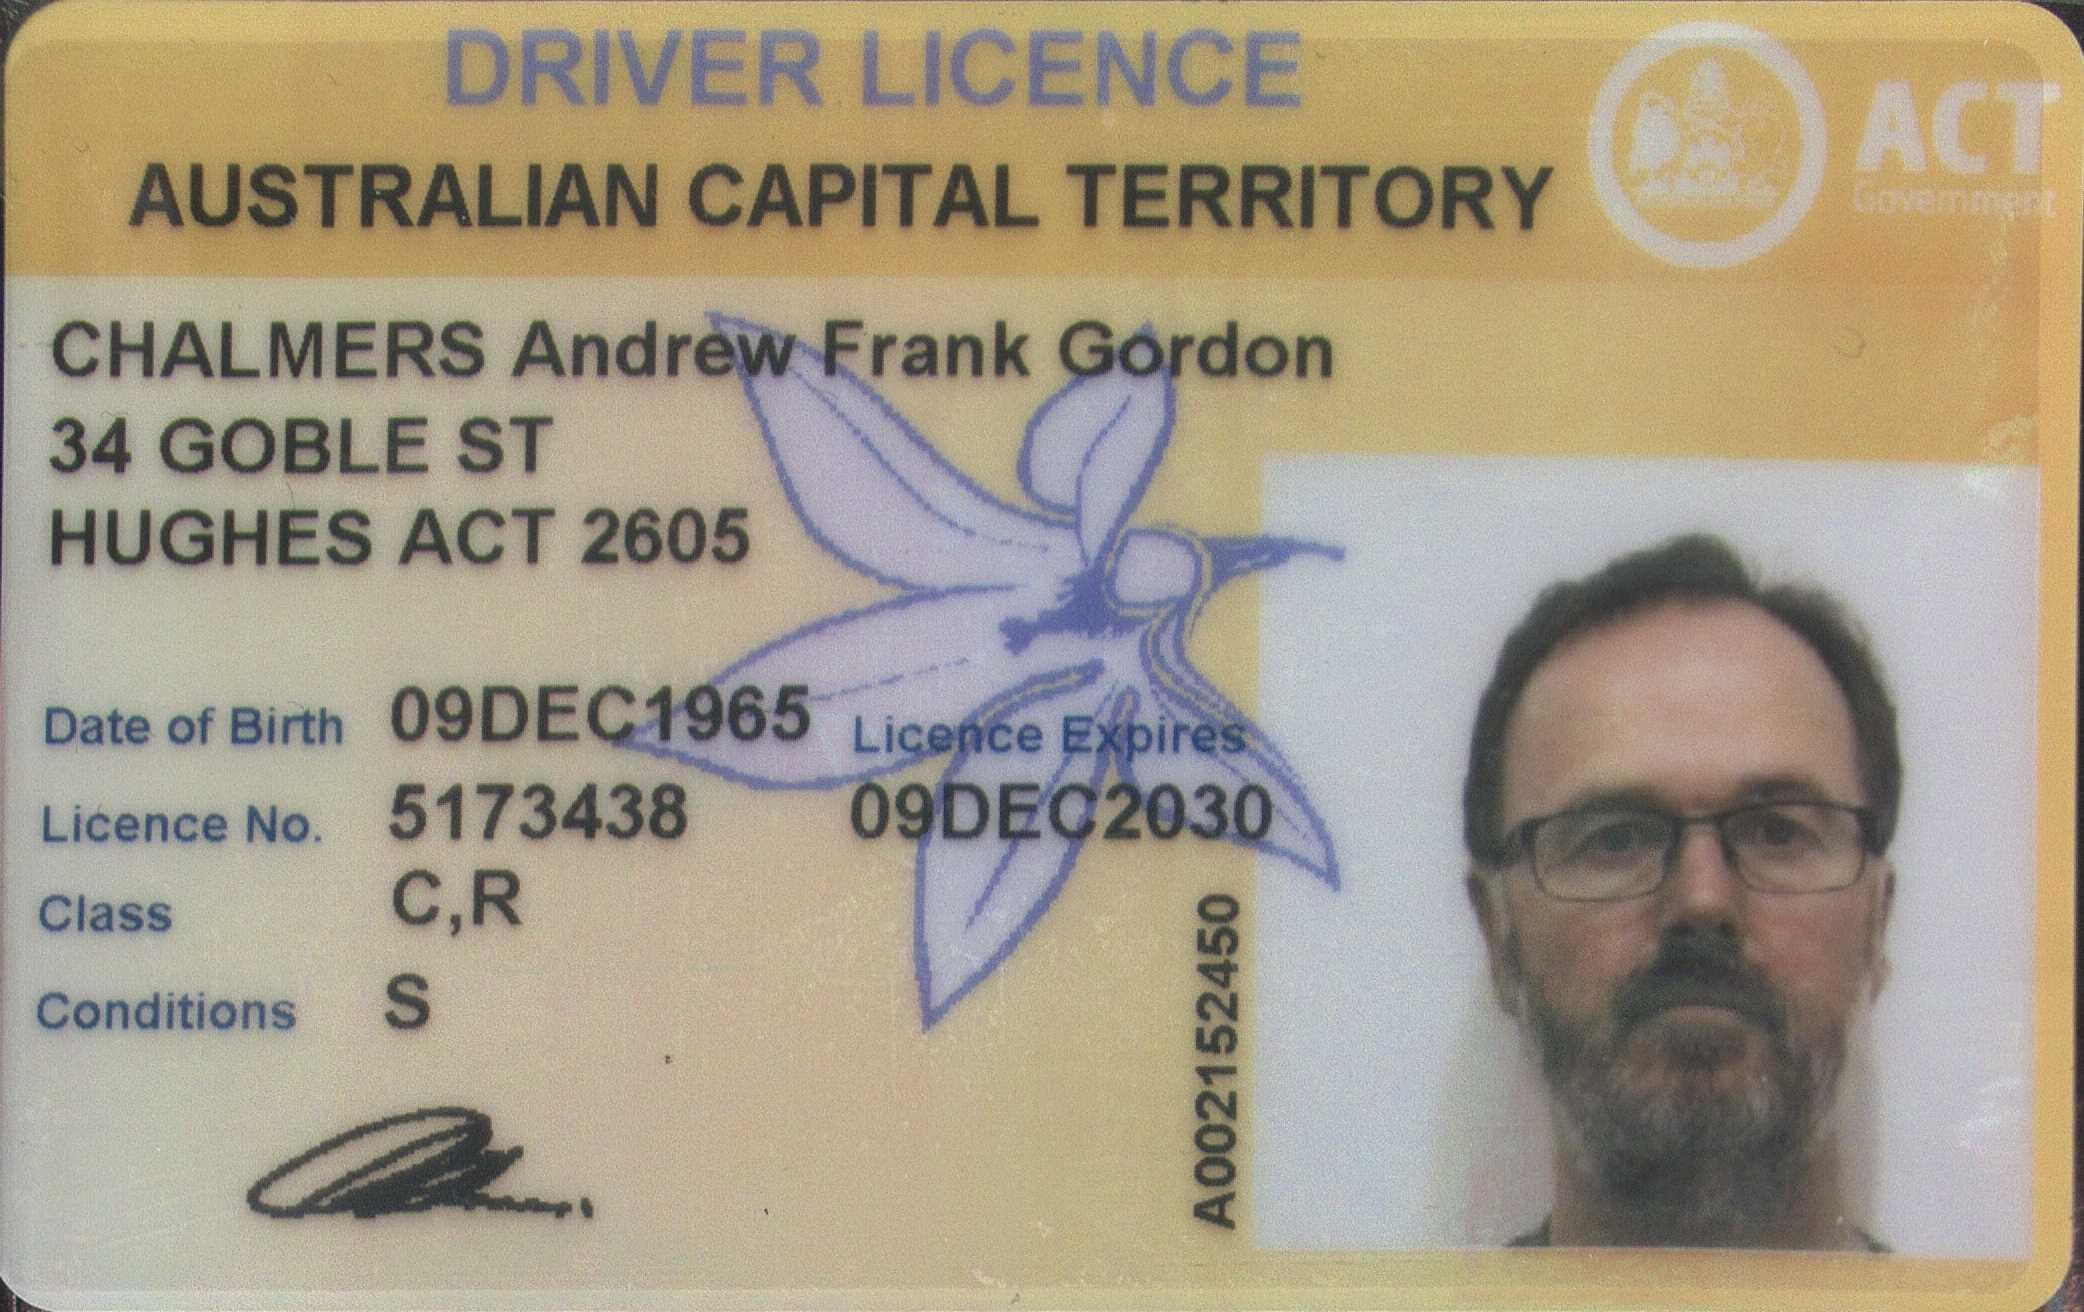 DRIVER LICENCE
AUSTRALIAN CAPITAL TERRITORY
ACT
Government
CHALMERS Andrew Frank Gordon
34 GOBLE ST
HUGHES ACT 2605
Date of Birth 09DEC1965
Licence Expires
Licence No. 5173438
09DEC2030
Class C,R
Conditions S
A002152450